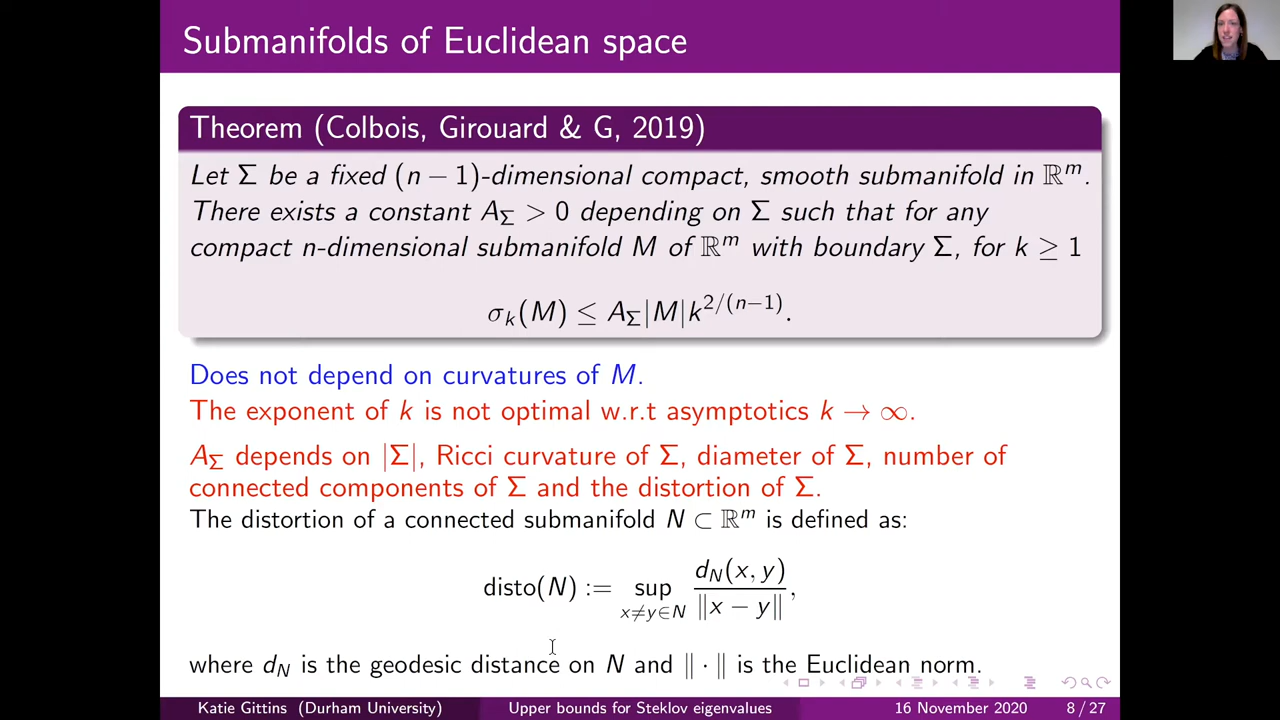 Submanifolds of Euclidean space
Theorem (Colbois, Girouard & G, 2019)
Let Σ be a fixed (n − 1)-dimensional compact, smooth submanifold in ℝᵐ.
There exists a constant A_Σ > 0 depending on Σ such that for any
compact n-dimensional submanifold M of ℝᵐ with boundary Σ, for k ≥ 1
σₖ(M) ≤ A_Σ|M|k^{2/(n−1)}.
Does not depend on curvatures of M.
The exponent of k is not optimal w.r.t asymptotics k → ∞.
A_Σ depends on |Σ|, Ricci curvature of Σ, diameter of Σ, number of
connected components of Σ and the distortion of Σ.
The distortion of a connected submanifold N ⊂ ℝᵐ is defined as:
disto(N) := sup_{x≠y∈N} d_N(x, y) / ‖x − y‖,
where d_N is the geodesic distance on N and ‖ · ‖ is the Euclidean norm.
Katie Gittins (Durham University) Upper bounds for Steklov eigenvalues 16 November 2020 8 / 27